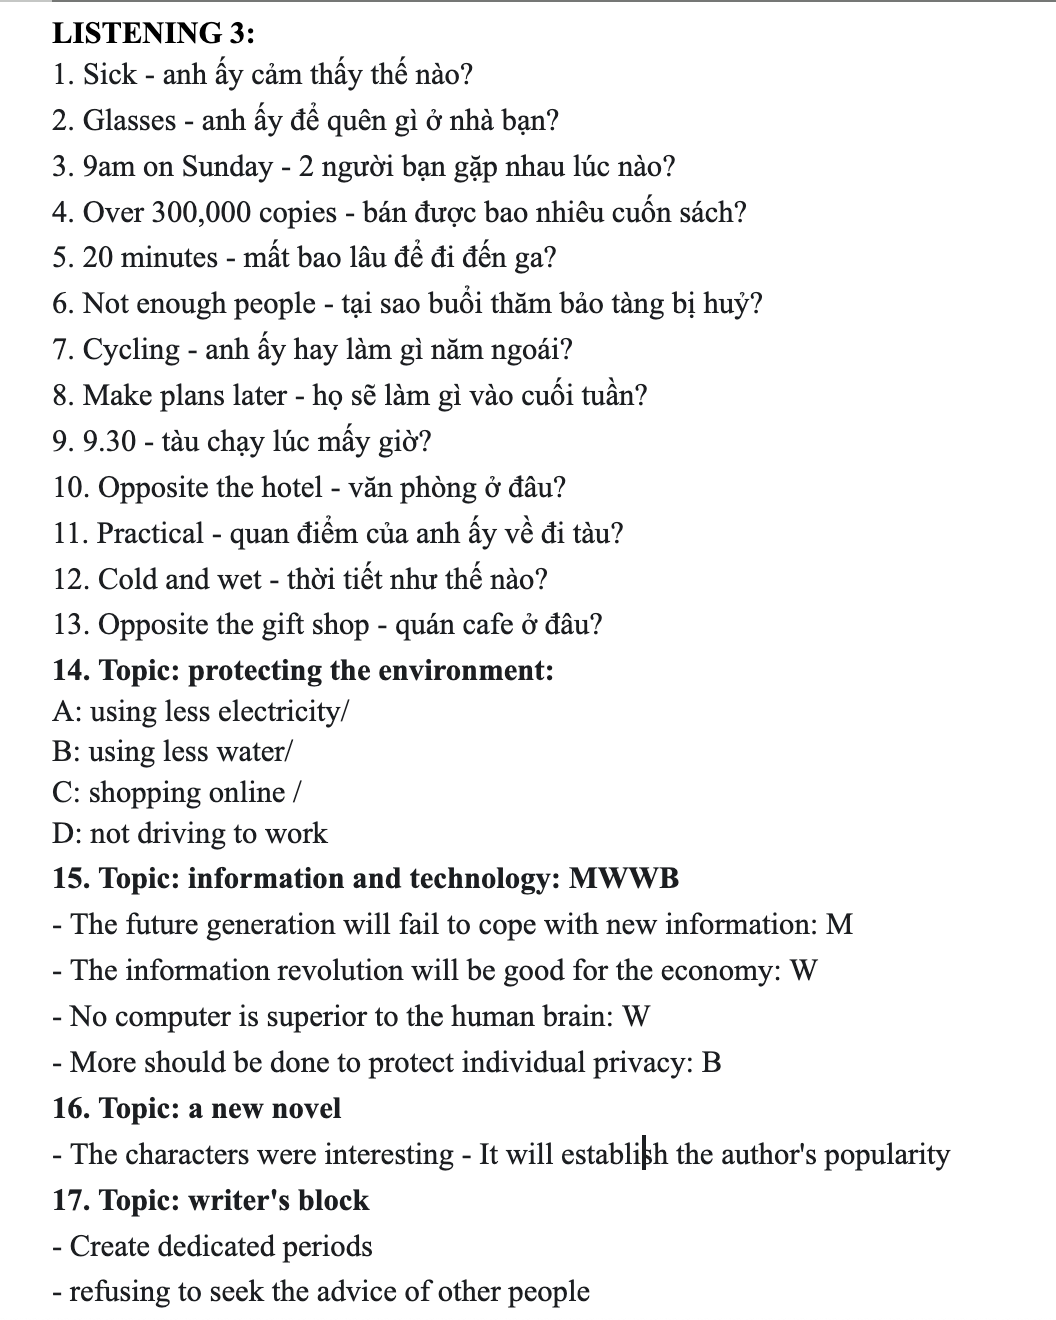 LISTENING 3:
1. Sick - anh ấy cảm thấy thế nào?
2. Glasses - anh ấy để quên gì ở nhà bạn?
3. 9am on Sunday - 2 người bạn gặp nhau lúc nào?
4. Over 300,000 copies - bán được bao nhiêu cuốn sách?
5. 20 minutes - mất bao lâu để đi đến ga?
6. Not enough people - tại sao buổi thăm bảo tàng bị huỷ?
7. Cycling - anh ấy hay làm gì năm ngoái?
8. Make plans later - họ sẽ làm gì vào cuối tuần?
9. 9.30 - tàu chạy lúc mấy giờ?
10. Opposite the hotel - văn phòng ở đâu?
11. Practical - quan điểm của anh ấy về đi tàu?
12. Cold and wet - thời tiết như thế nào?
13. Opposite the gift shop - quán cafe ở đâu?
14. Topic: protecting the environment:
A: using less electricity/
B: using less water/
C: shopping online /
D: not driving to work
15. Topic: information and technology: MWWB
- The future generation will fail to cope with new information: M
- The information revolution will be good for the economy: W
- No computer is superior to the human brain: W
- More should be done to protect individual privacy: B
16. Topic: a new novel
- The characters were interesting - It will establish the author's popularity
17. Topic: writer's block
- Create dedicated periods
- refusing to seek the advice of other people